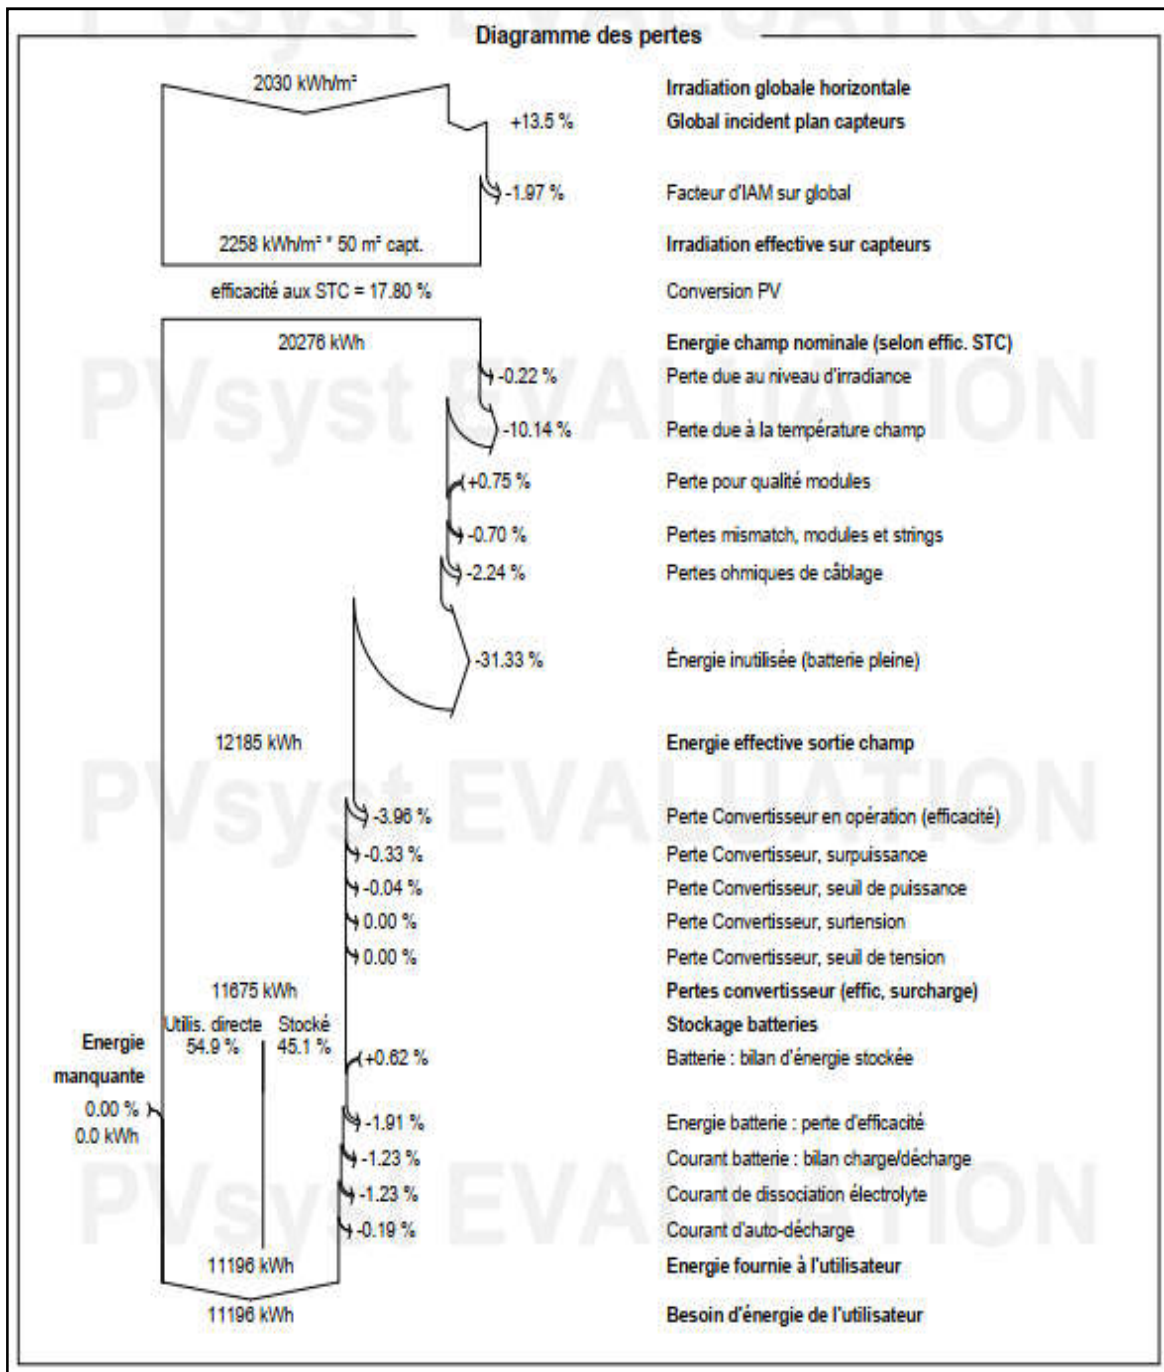 Diagramme des pertes
2030 kWh/m² Irradiation globale horizontale
+13.5 % Global incident plan capteurs
-1.97 % Facteur d'IAM sur global
2258 kWh/m² * 50 m² capt. Irradiation effective sur capteurs
efficacité aux STC = 17.80 % Conversion PV
20276 kWh Energie champ nominale (selon effic. STC)
-0.22 % Perte due au niveau d'irradiance
PVsyst EVALUATION
-10.14 % Perte due à la température champ
+0.75 % Perte pour qualité modules
-0.70 % Pertes mismatch, modules et strings
-2.24 % Pertes ohmiques de câblage
-31.33 % Énergie inutilisée (batterie pleine)
12185 kWh Energie effective sortie champ
PVsyst EVALUATION
-3.96 % Perte Convertisseur en opération (efficacité)
-0.33 % Perte Convertisseur, surpuissance
-0.04 % Perte Convertisseur, seuil de puissance
0.00 % Perte Convertisseur, surtension
0.00 % Perte Convertisseur, seuil de tension
11675 kWh Pertes convertisseur (effic, surcharge)
Utilis. directe Stocké Stockage batteries
Energie 54.9 % 45.1 %
+0.62 % Batterie : bilan d'énergie stockée
manquante
0.00 %
-1.91 % Energie batterie : perte d'efficacité
0.0 kWh
-1.23 % Courant batterie : bilan charge/décharge
PVsyst EVALUATION
-1.23 % Courant de dissociation électrolyte
-0.19 % Courant d'auto-décharge
11196 kWh Energie fournie à l'utilisateur
11196 kWh Besoin d'énergie de l'utilisateur